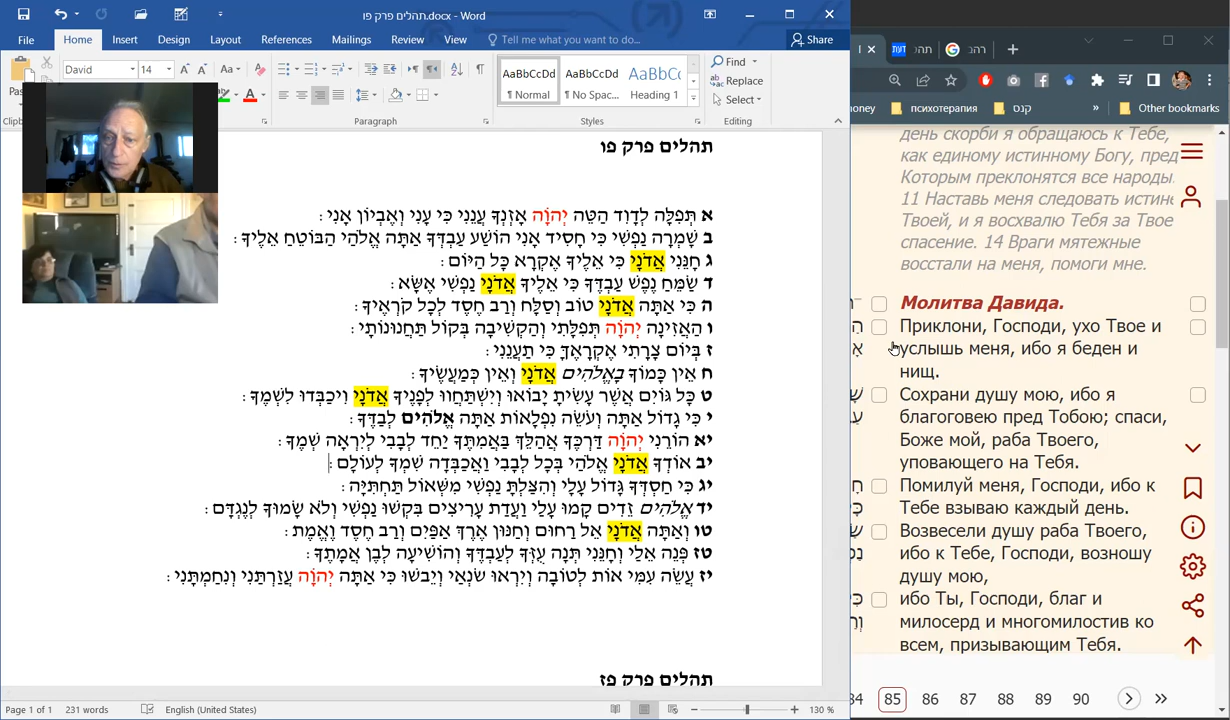 תהלים פרק פו.docx - Word
File Home Insert Design Layout References Mailings Review View Tell me what you want to do... Share
David 14 Aa
AaBbCcDd AaBbCcDd AaBbCcD
¶ Normal ¶ No Spac... Heading 1
Find
Replace
Select
Paragraph Styles Editing
תהלים פרק פו
א תְּפִלָּה לְדָוִד הַטֵּה יְהוָה אָזְנְךָ עֲנֵנִי כִּי עָנִי וְאֶבְיוֹן אָנִי:
ב שָׁמְרָה נַפְשִׁי כִּי חָסִיד אָנִי הוֹשַׁע עַבְדְּךָ אַתָּה אֱלֹהַי הַבּוֹטֵחַ אֵלֶיךָ:
ג חָנֵּנִי אֲדֹנָי כִּי אֵלֶיךָ אֶקְרָא כָּל הַיּוֹם:
ד שַׂמֵּחַ נֶפֶשׁ עַבְדֶּךָ כִּי אֵלֶיךָ אֲדֹנָי נַפְשִׁי אֶשָּׂא:
ה כִּי אַתָּה אֲדֹנָי טוֹב וְסַלָּח וְרַב חֶסֶד לְכָל קֹרְאֶיךָ:
ו הַאֲזִינָה יְהוָה תְּפִלָּתִי וְהַקְשִׁיבָה בְּקוֹל תַּחֲנוּנוֹתָי:
ז בְּיוֹם צָרָתִי אֶקְרָאֶךָּ כִּי תַעֲנֵנִי:
ח אֵין כָּמוֹךָ בָאֱלֹהִים אֲדֹנָי וְאֵין כְּמַעֲשֶׂיךָ:
ט כָּל גּוֹיִם אֲשֶׁר עָשִׂיתָ יָבוֹאוּ וְיִשְׁתַּחֲווּ לְפָנֶיךָ אֲדֹנָי וִיכַבְּדוּ לִשְׁמֶךָ:
י כִּי גָדוֹל אַתָּה וְעֹשֵׂה נִפְלָאוֹת אַתָּה אֱלֹהִים לְבַדֶּךָ:
יא הוֹרֵנִי יְהוָה דַּרְכֶּךָ אֲהַלֵּךְ בַּאֲמִתֶּךָ יַחֵד לְבָבִי לְיִרְאָה שְׁמֶךָ:
יב אוֹדְךָ אֲדֹנָי אֱלֹהַי בְּכָל לְבָבִי וַאֲכַבְּדָה שִׁמְךָ לְעוֹלָם:
יג כִּי חַסְדְּךָ גָּדוֹל עָלָי וְהִצַּלְתָּ נַפְשִׁי מִשְּׁאוֹל תַּחְתִּיָּה:
יד אֱלֹהִים זֵדִים קָמוּ עָלַי וַעֲדַת עָרִיצִים בִּקְשׁוּ נַפְשִׁי וְלֹא שָׂמוּךָ לְנֶגְדָּם:
טו וְאַתָּה אֲדֹנָי אֵל רַחוּם וְחַנּוּן אֶרֶךְ אַפַּיִם וְרַב חֶסֶד וֶאֱמֶת:
טז פְּנֵה אֵלַי וְחָנֵּנִי תְּנָה עֻזְּךָ לְעַבְדֶּךָ וְהוֹשִׁיעָה לְבֶן אֲמָתֶךָ:
יז עֲשֵׂה עִמִּי אוֹת לְטוֹבָה וְיִרְאוּ שֹׂנְאַי וְיֵבֹשׁוּ כִּי אַתָּה יְהוָה עֲזַרְתַּנִי וְנִחַמְתָּנִי:
תהלים פרק פז
Page 1 of 1 231 words English (United States) 130 %
психотерапия כנס » Other bookmarks
день скорби я обращаюсь к Тебе,
как единому истинному Богу, пред
Которым преклонятся все народы.
11 Наставь меня следовать истине
Твоей, и я восхвалю Тебя за Твое
спасение. 14 Враги мятежные
восстали на меня, помоги мне.
Молитва Давида.
Приклони, Господи, ухо Твое и
услышь меня, ибо я беден и
нищ.
Сохрани душу мою, ибо я
благоговею пред Тобою; спаси,
Боже мой, раба Твоего,
уповающего на Тебя.
Помилуй меня, Господи, ибо к
Тебе взываю каждый день.
Возвесели душу раба Твоего,
ибо к Тебе, Господи, возношу
душу мою,
ибо Ты, Господи, благ и
милосерд и многомилостив ко
всем, призывающим Тебя.
84 85 86 87 88 89 90